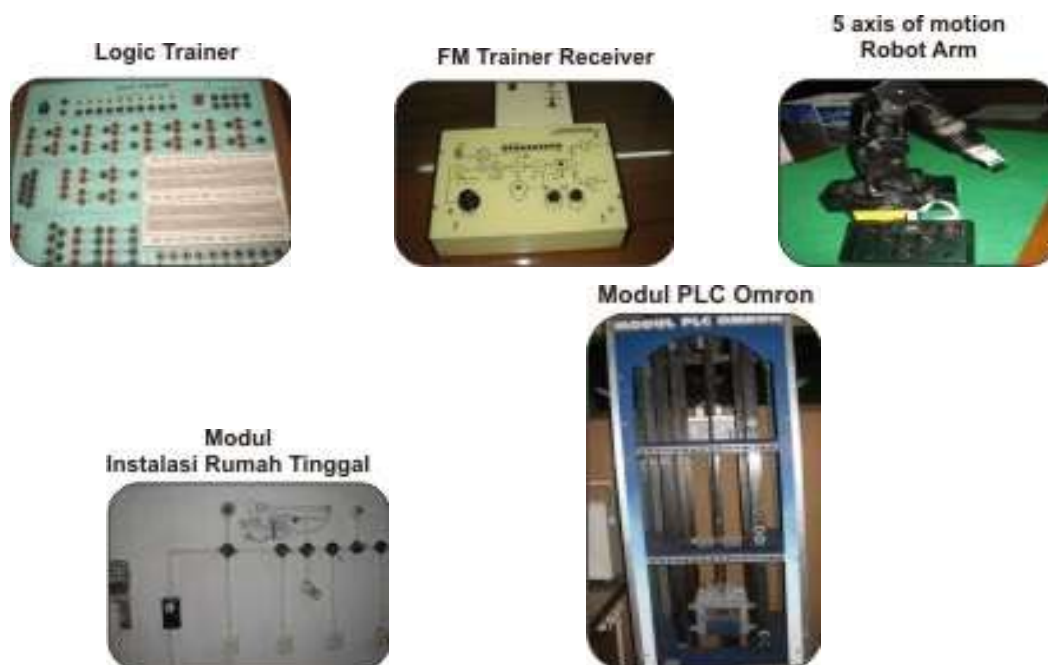 Logic Trainer
FM Trainer Receiver
5 axis of motion
Robot Arm
Modul PLC Omron
MODUL PLC OMRON
Modul
Instalasi Rumah Tinggal